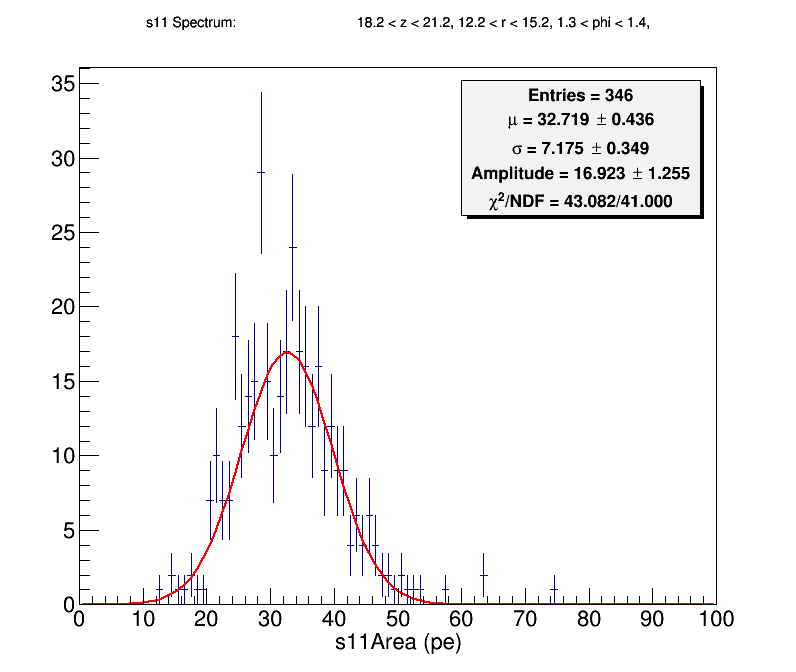 s11 Spectrum: 18.2 < z < 21.2, 12.2 < r < 15.2, 1.3 < phi < 1.4,
Entries = 346
μ = 32.719 ± 0.436
σ = 7.175 ± 0.349
Amplitude = 16.923 ± 1.255
χ²/NDF = 43.082/41.000
35
30
25
20
15
10
5
0
0 10 20 30 40 50 60 70 80 90 100
s11Area (pe)